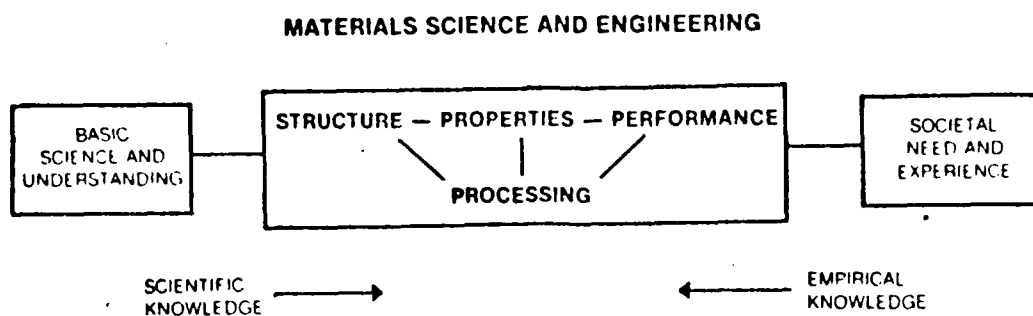 MATERIALS SCIENCE AND ENGINEERING
BASIC
SCIENCE AND
UNDERSTANDING
STRUCTURE — PROPERTIES — PERFORMANCE
PROCESSING
SOCIETAL
NEED AND
EXPERIENCE
SCIENTIFIC
KNOWLEDGE
EMPIRICAL
KNOWLEDGE